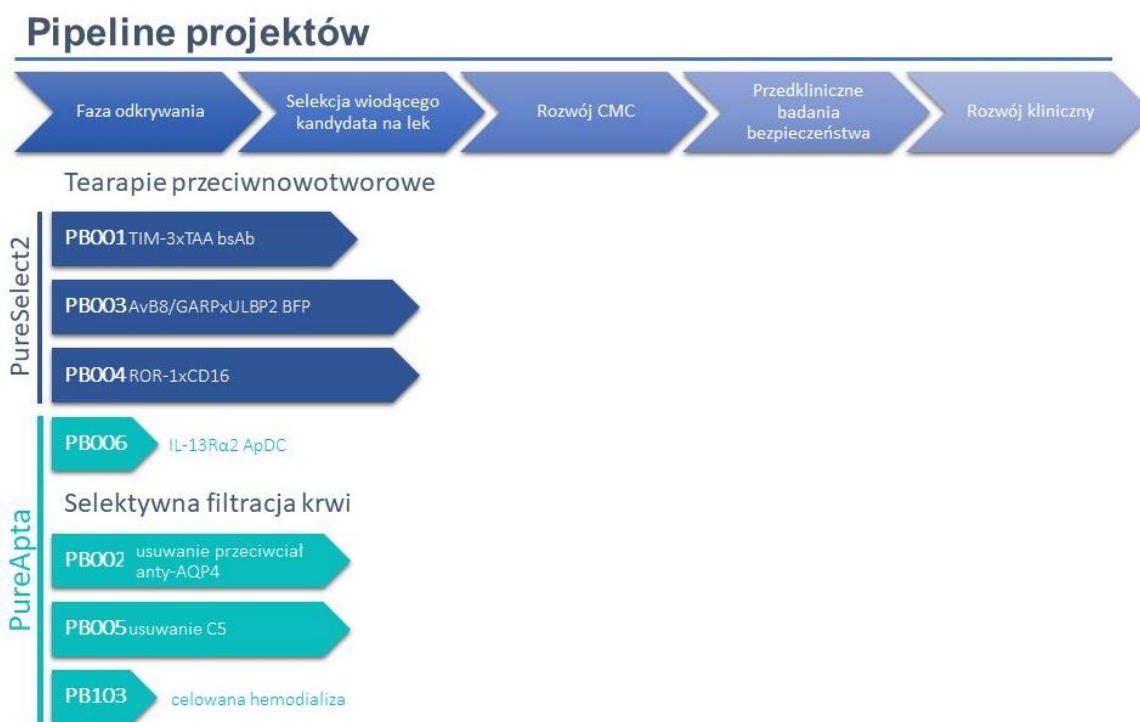 Pipeline projektów
Faza odkrywania
Selekcja wiodącego
kandydata na lek
Rozwój CMC
Przedkliniczne
badania
bezpieczeństwa
Rozwój kliniczny
Tearapie przeciwnowotworowe
PureSelect2
PB001 TIM-3xTAA bsAb
PB003 AvB8/GARPxULBP2 BFP
PB004 ROR-1xCD16
PureApta
PB006 IL-13Rα2 ApDC
Selektywna filtracja krwi
PB002 usuwanie przeciwciał
anty-AQP4
PB005 usuwanie C5
PB103 celowana hemodializa